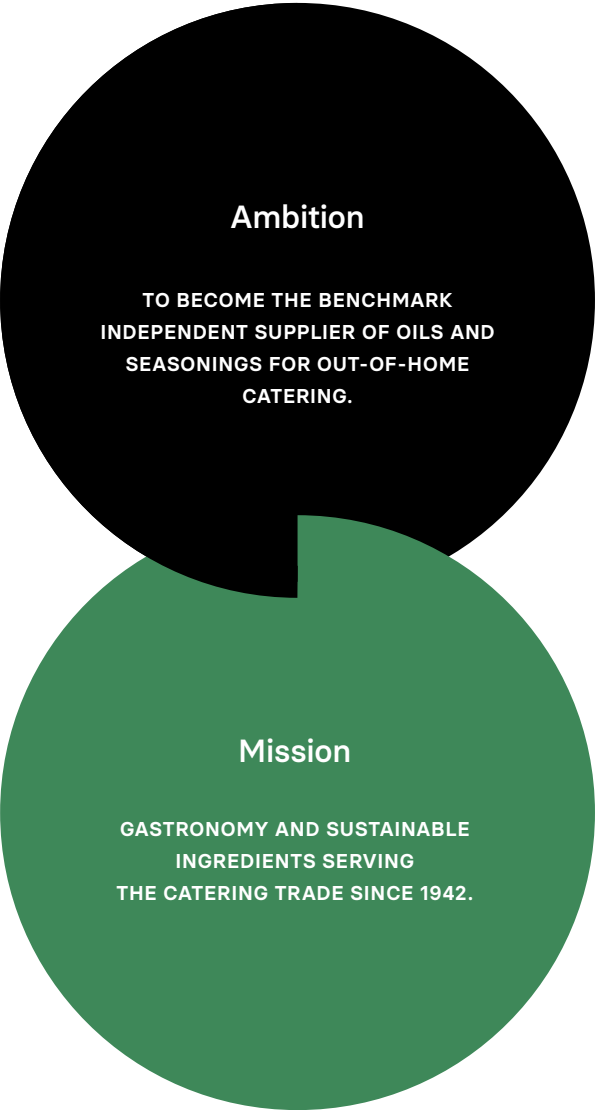 Ambition
TO BECOME THE BENCHMARK
INDEPENDENT SUPPLIER OF OILS AND
SEASONINGS FOR OUT-OF-HOME
CATERING.
Mission
GASTRONOMY AND SUSTAINABLE
INGREDIENTS SERVING
THE CATERING TRADE SINCE 1942.